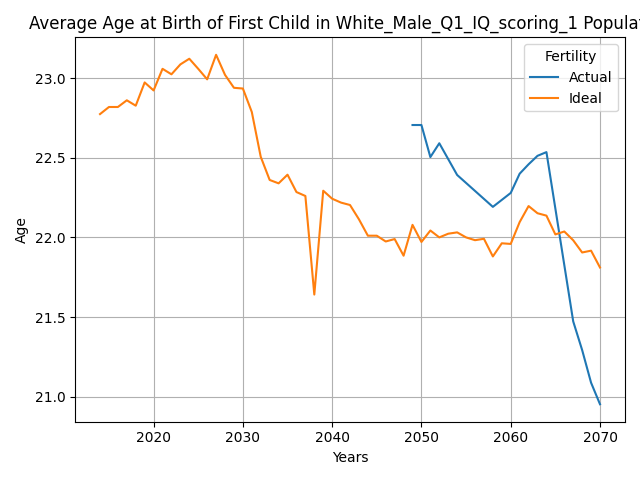 Average Age at Birth of First Child in White_Male_Q1_IQ_scoring_1 Populat
Fertility
Actual
Ideal
23.0
22.5
22.0
21.5
21.0
Age
2020 2030 2040 2050 2060 2070
Years